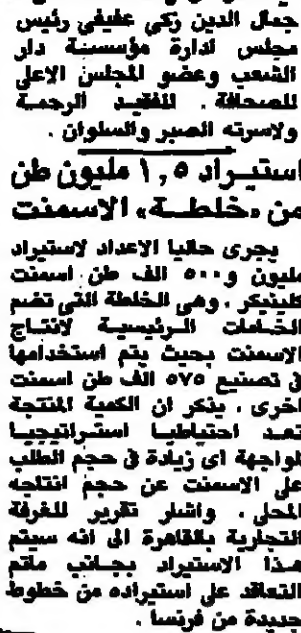 جمال الدين زكي عفيفي رئيس
مجلس ادارة مؤسسة دار
الشعب وعضو المجلس الاعلى
للصحافة . للفقيد الرحمة
ولاسرته الصبر والسلوان .
استيراد ١,٥ مليون طن
من «خلطة» الاسمنت
يجرى حاليا الاعداد لاستيراد
مليون و٥٠٠ الف طن اسمنت
كلينيكر . وهى الخلطة التى تضم
الخامات الرئيسية لانتاج
الاسمنت بحيث يتم استخدامها
فى تصنيع ٥٧٥ الف طن اسمنت
اخرى . يذكر ان الكمية المنتجة
تعد احتياطيا استراتيجيا
لمواجهة اى زيادة فى حجم الطلب
على الاسمنت عن حجم انتاجه
المحلى . واشار تقرير للغرفة
التجارية بالقاهرة الى انه سيتم
هذا الاستيراد بجانب ماتم
التعاقد على استيراده من خطوط
جديدة من فرنسا .